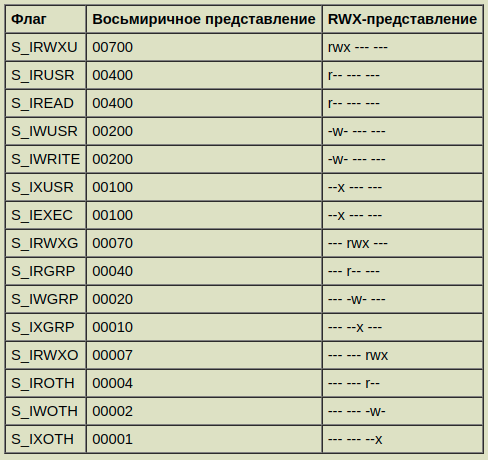 Флаг Восьмиричное представление RWX-представление
S_IRWXU 00700 rwx --- ---
S_IRUSR 00400 r-- --- ---
S_IREAD 00400 r-- --- ---
S_IWUSR 00200 -w- --- ---
S_IWRITE 00200 -w- --- ---
S_IXUSR 00100 --x --- ---
S_IEXEC 00100 --x --- ---
S_IRWXG 00070 --- rwx ---
S_IRGRP 00040 --- r-- ---
S_IWGRP 00020 --- -w- ---
S_IXGRP 00010 --- --x ---
S_IRWXO 00007 --- --- rwx
S_IROTH 00004 --- --- r--
S_IWOTH 00002 --- --- -w-
S_IXOTH 00001 --- --- --x